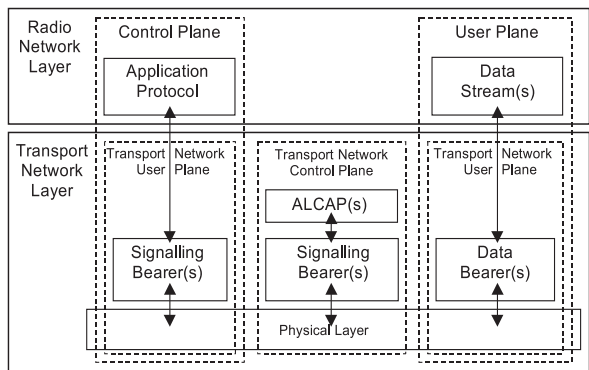 Radio
Network
Layer
Control Plane
User Plane
Application
Protocol
Data
Stream(s)
Transport
Network
Layer
Transport Network
User Plane
Transport Network
Control Plane
Transport Network
User Plane
ALCAP(s)
Signalling
Bearer(s)
Signalling
Bearer(s)
Data
Bearer(s)
Physical Layer